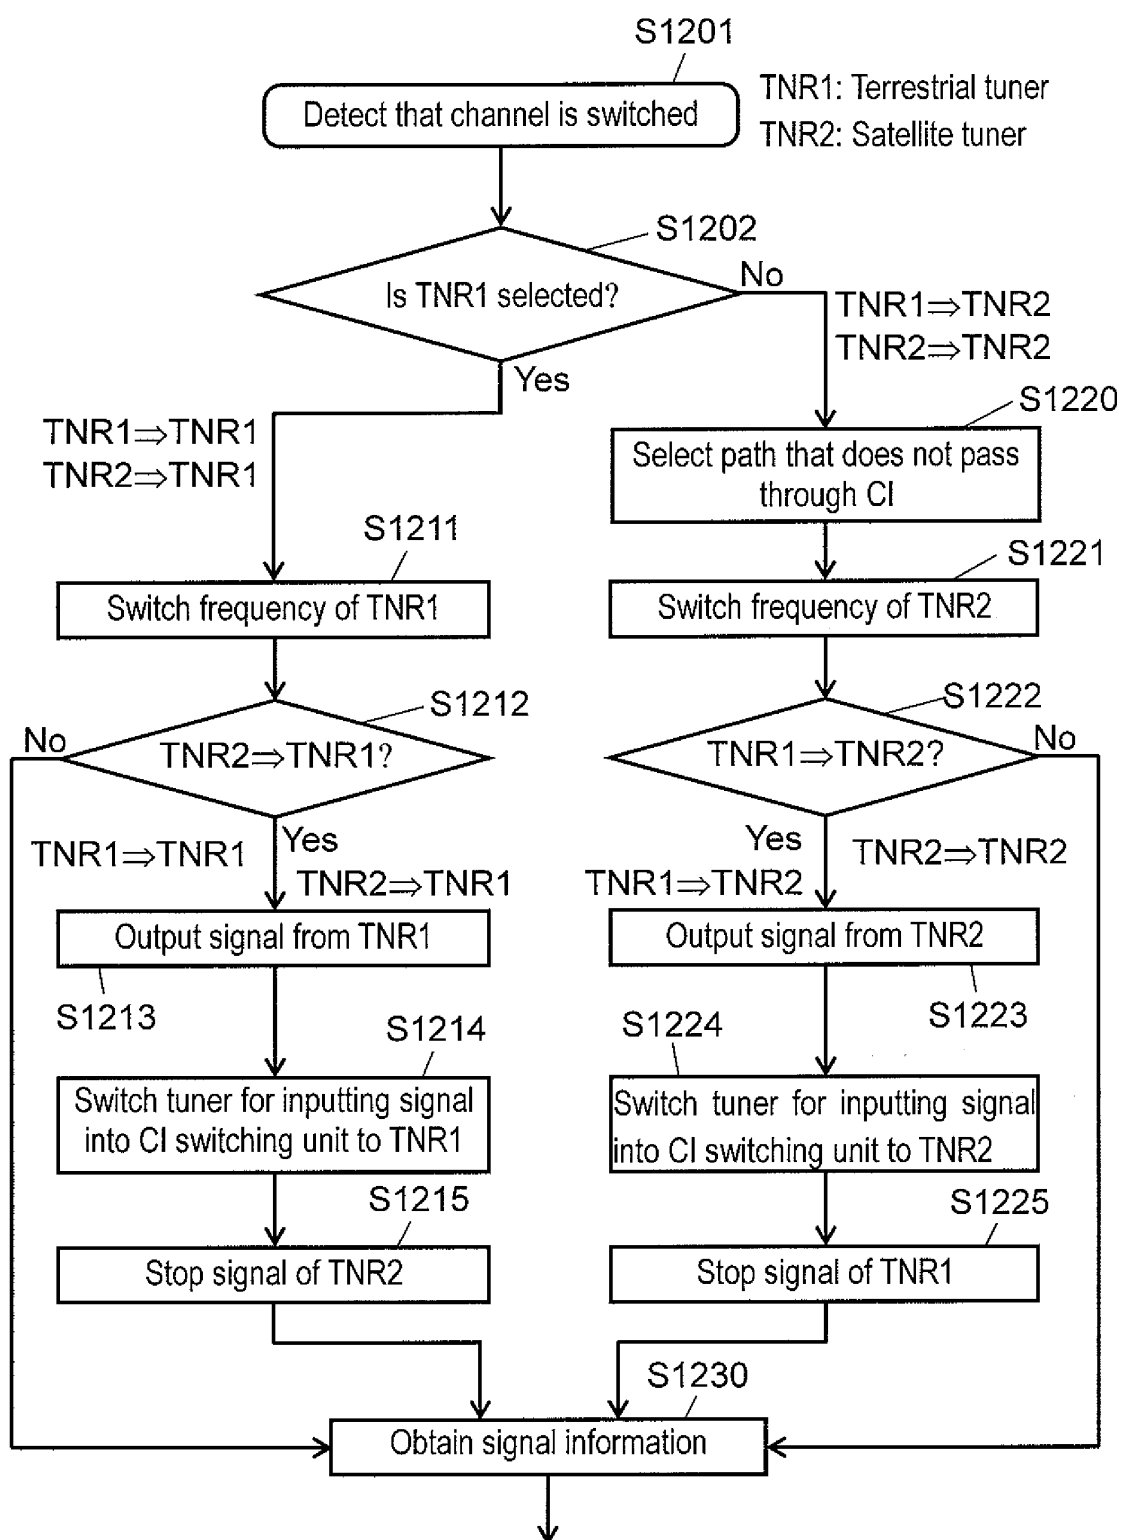 S1201
Detect that channel is switched
TNR1: Terrestrial tuner
TNR2: Satellite tuner
S1202
Is TNR1 selected?
No
TNR1⇒TNR2
TNR2⇒TNR2
Yes
TNR1⇒TNR1
TNR2⇒TNR1
S1220
Select path that does not pass
through CI
S1211
Switch frequency of TNR1
S1221
Switch frequency of TNR2
S1212
TNR2⇒TNR1?
No
S1222
TNR1⇒TNR2?
No
Yes
TNR1⇒TNR1
TNR2⇒TNR1
Yes
TNR2⇒TNR2
TNR1⇒TNR2
Output signal from TNR1
S1213
Output signal from TNR2
S1223
S1214
Switch tuner for inputting signal
into CI switching unit to TNR1
S1224
Switch tuner for inputting signal
into CI switching unit to TNR2
S1215
Stop signal of TNR2
S1225
Stop signal of TNR1
S1230
Obtain signal information